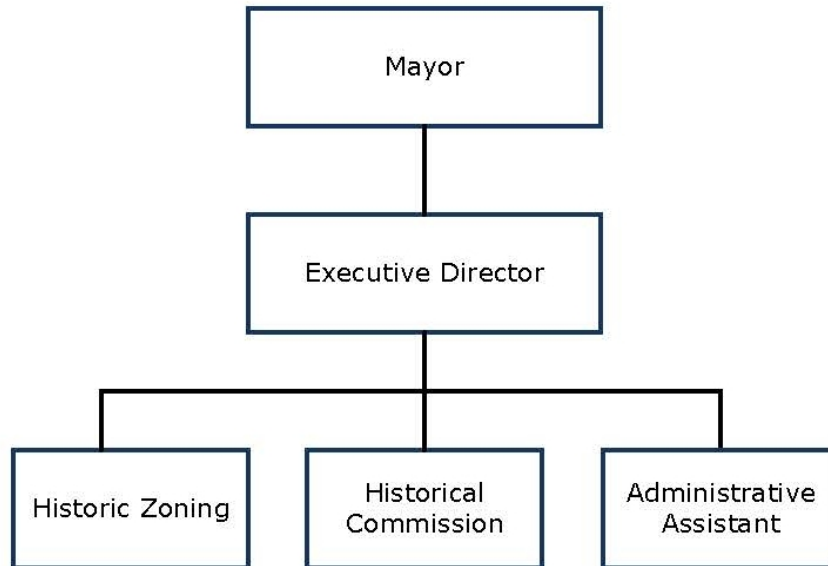 Mayor
Executive Director
Historic Zoning
Historical
Commission
Administrative
Assistant